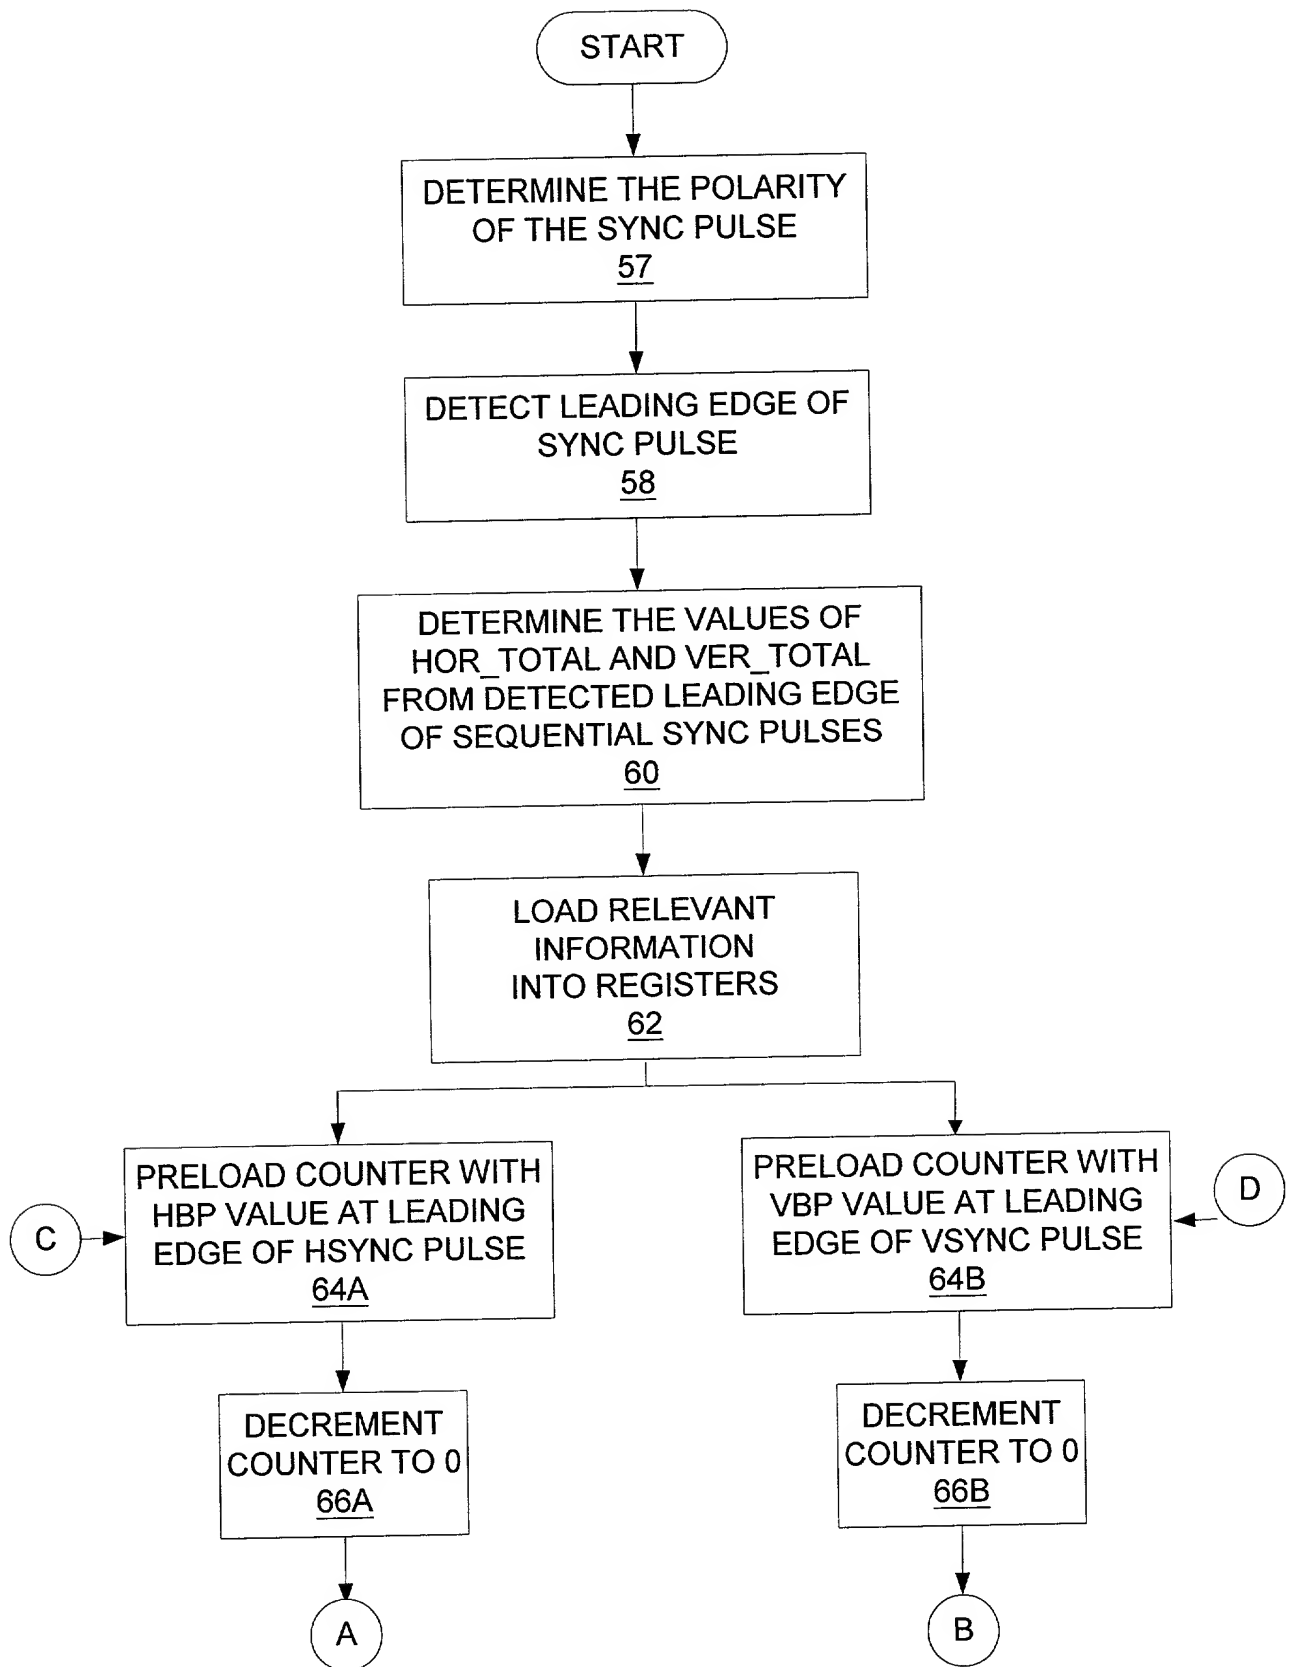 START
DETERMINE THE POLARITY
OF THE SYNC PULSE
57
DETECT LEADING EDGE OF
SYNC PULSE
58
DETERMINE THE VALUES OF
HOR_TOTAL AND VER_TOTAL
FROM DETECTED LEADING EDGE
OF SEQUENTIAL SYNC PULSES
60
LOAD RELEVANT
INFORMATION
INTO REGISTERS
62
C
PRELOAD COUNTER WITH
HBP VALUE AT LEADING
EDGE OF HSYNC PULSE
64A
PRELOAD COUNTER WITH
VBP VALUE AT LEADING
EDGE OF VSYNC PULSE
64B
D
DECREMENT
COUNTER TO 0
66A
DECREMENT
COUNTER TO 0
66B
A
B